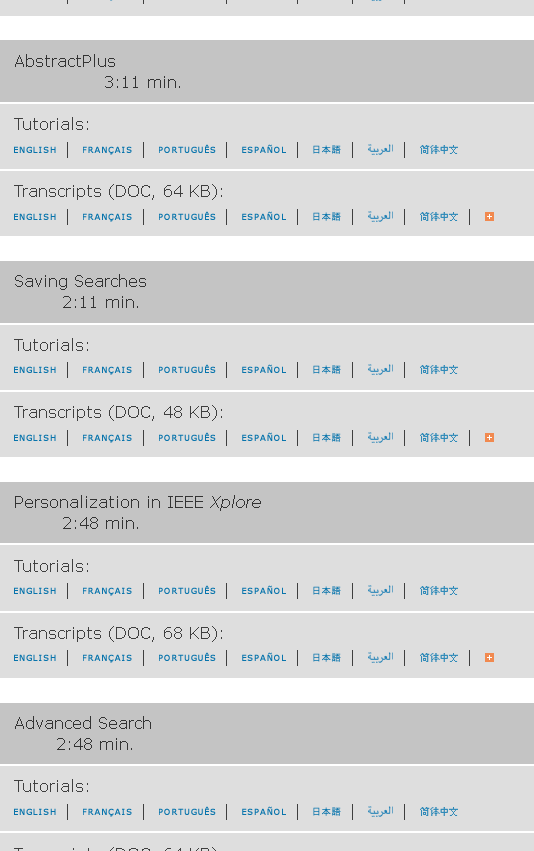 AbstractPlus
3:11 min.
Tutorials:
ENGLISH | FRANÇAIS | PORTUGUÊS | ESPAÑOL | 日本語 | العربية | 简体中文
Transcripts (DOC, 64 KB):
ENGLISH | FRANÇAIS | PORTUGUÊS | ESPAÑOL | 日本語 | العربية | 简体中文 |
Saving Searches
2:11 min.
Tutorials:
ENGLISH | FRANÇAIS | PORTUGUÊS | ESPAÑOL | 日本語 | العربية | 简体中文
Transcripts (DOC, 48 KB):
ENGLISH | FRANÇAIS | PORTUGUÊS | ESPAÑOL | 日本語 | العربية | 简体中文 |
Personalization in IEEE Xplore
2:48 min.
Tutorials:
ENGLISH | FRANÇAIS | PORTUGUÊS | ESPAÑOL | 日本語 | العربية | 简体中文
Transcripts (DOC, 68 KB):
ENGLISH | FRANÇAIS | PORTUGUÊS | ESPAÑOL | 日本語 | العربية | 简体中文 |
Advanced Search
2:48 min.
Tutorials:
ENGLISH | FRANÇAIS | PORTUGUÊS | ESPAÑOL | 日本語 | العربية | 简体中文